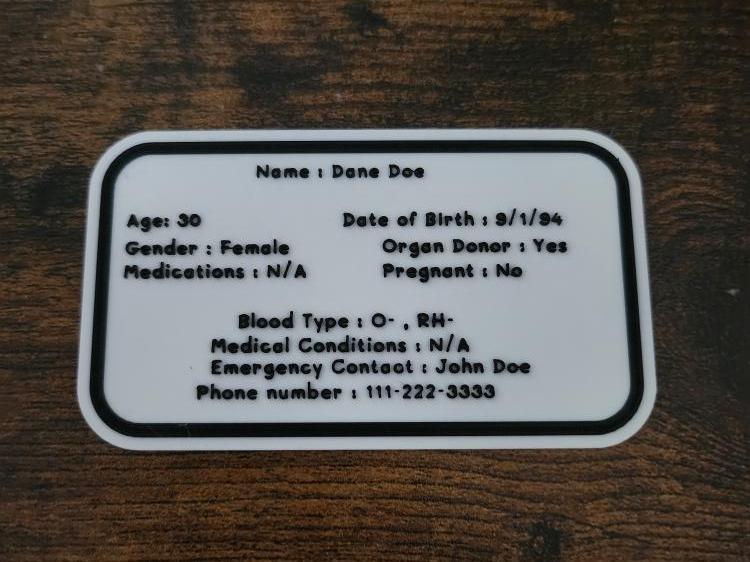 Name : Dane Doe
Age: 30 Date of Birth : 9/1/94
Gender : Female Organ Donor : Yes
Medications : N/A Pregnant : No
Blood Type : O- , RH-
Medical Conditions : N/A
Emergency Contact : John Doe
Phone number : 111-222-3333